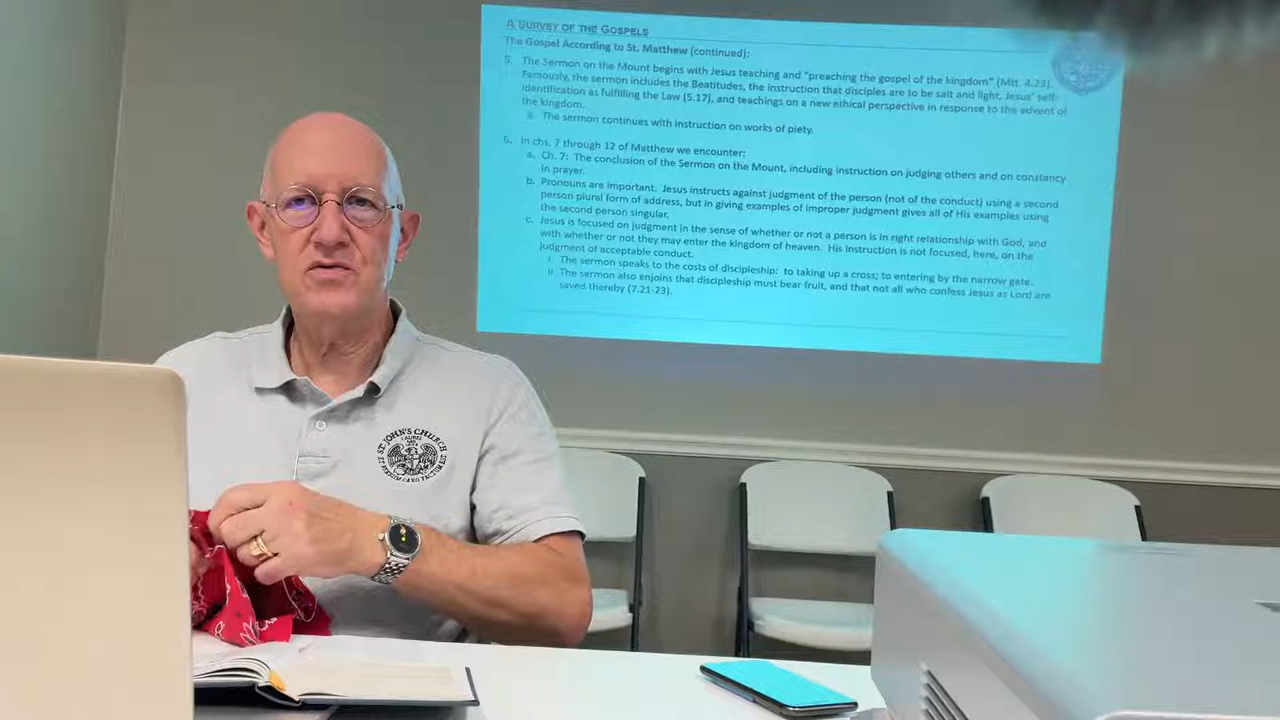 A SURVEY OF THE GOSPELS
The Gospel According to St. Matthew (continued):
5. The Sermon on the Mount begins with Jesus teaching and "preaching the gospel of the kingdom" (Mtt. 4.23).
Famously, the sermon includes the Beatitudes, the instruction that disciples are to be salt and light, Jesus' self-
identification as fulfilling the Law (5.17), and teachings on a new ethical perspective in response to the advent of
the kingdom.
a. The sermon continues with instruction on works of piety.
6. In chs. 7 through 12 of Matthew we encounter:
a. Ch. 7: The conclusion of the Sermon on the Mount, including instruction on judging others and on constancy
in prayer.
b. Pronouns are important. Jesus instructs against judgment of the person (not of the conduct) using a second
person plural form of address, but in giving examples of improper judgment gives all of His examples using
the second person singular.
c. Jesus is focused on judgment in the sense of whether or not a person is in right relationship with God, and
with whether or not they may enter the kingdom of heaven. His instruction is not focused, here, on the
judgment of acceptable conduct.
i. The sermon speaks to the costs of discipleship: to taking up a cross; to entering by the narrow gate.
ii The sermon also enjoins that discipleship must bear fruit, and that not all who confess Jesus as Lord are
saved thereby (7.21-23).
ST. JOHN'S CHURCH